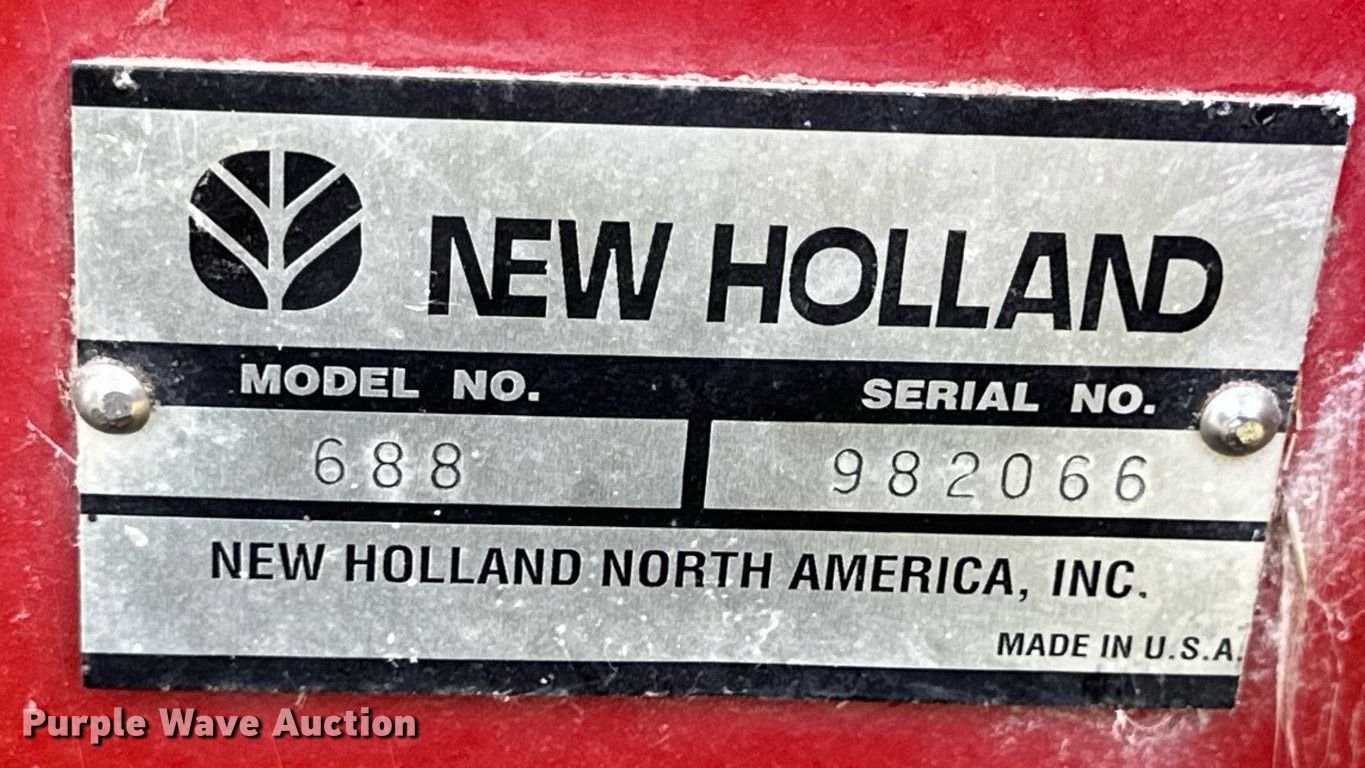 NEW HOLLAND
MODEL NO. SERIAL NO.
688 982066
NEW HOLLAND NORTH AMERICA, INC.
MADE IN U.S.A.
Purple Wave Auction